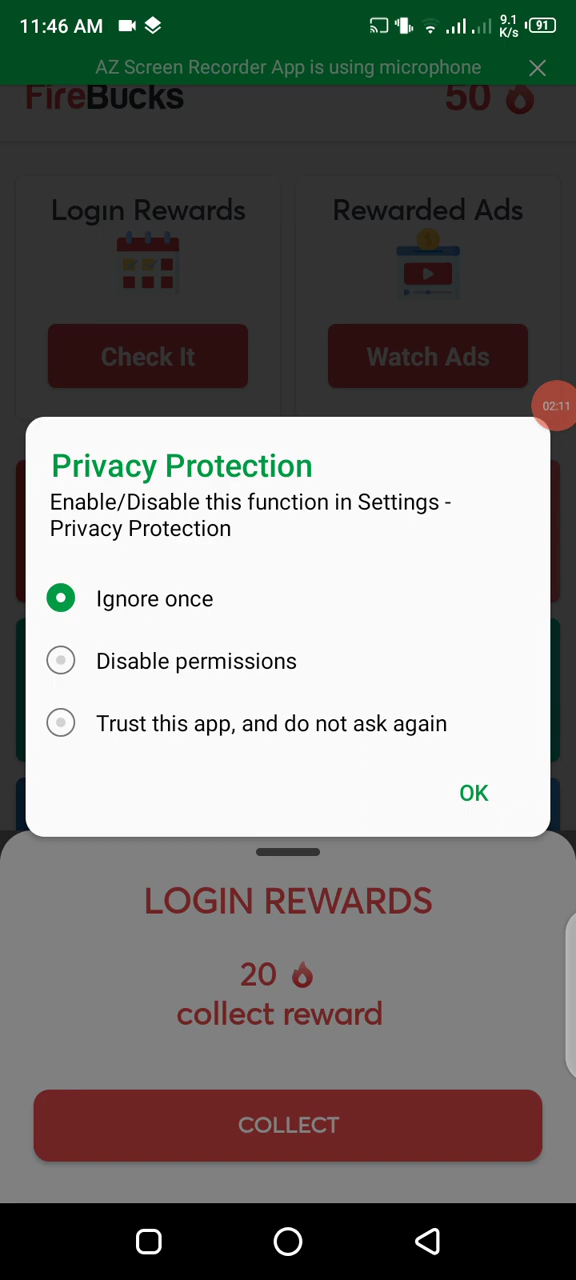 11:46 AM
9.1
K/s
91
AZ Screen Recorder App is using microphone
FireBucks
50
Login Rewards
Rewarded Ads
Check It
Watch Ads
02:11
Privacy Protection
Enable/Disable this function in Settings -
Privacy Protection
Ignore once
Disable permissions
Trust this app, and do not ask again
OK
LOGIN REWARDS
20
collect reward
COLLECT